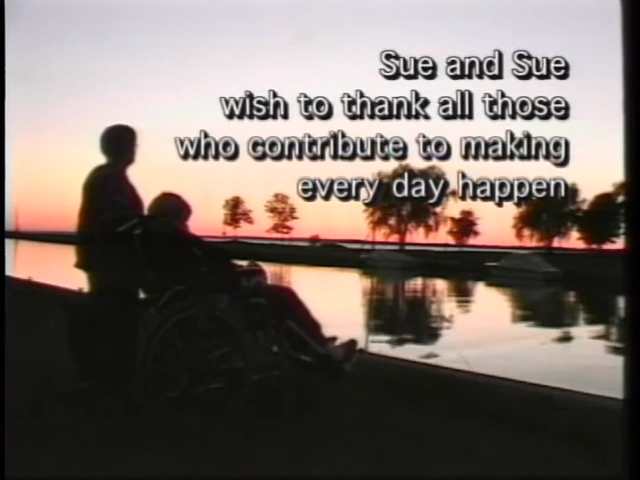 Sue and Sue
wish to thank all those
who contribute to making
every day happen